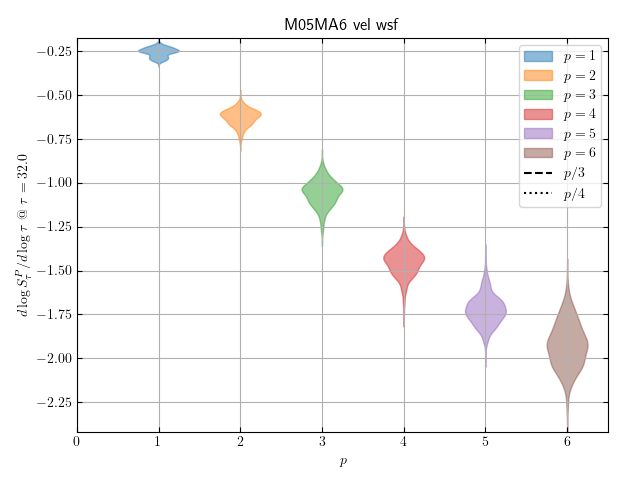 M05MA6 vel wsf
d log S_τ^p / d log τ @ τ = 32.0
−0.25
−0.50
−0.75
−1.00
−1.25
−1.50
−1.75
−2.00
−2.25
p = 1
p = 2
p = 3
p = 4
p = 5
p = 6
p/3
p/4
0 1 2 3 4 5 6
p